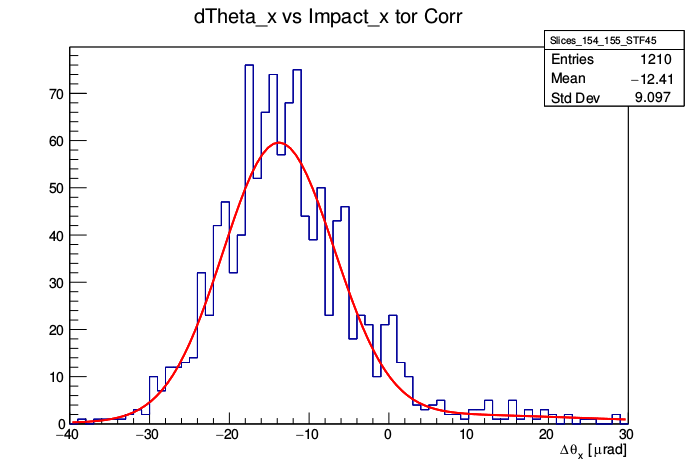 dTheta_x vs Impact_x tor Corr
Slices_154_155_STF45
Entries 1210
Mean −12.41
Std Dev 9.097
70
60
50
40
30
20
10
0
−40 −30 −20 −10 0 10 20 30
Δθx [μrad]